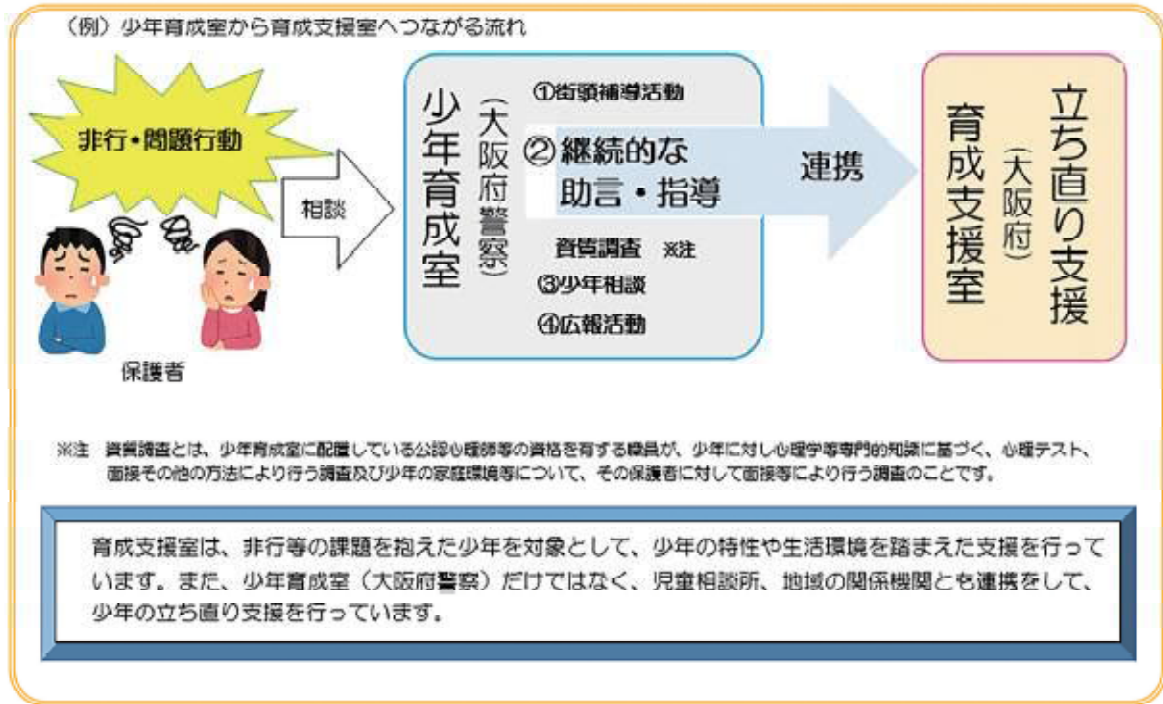 （例）少年育成室から育成支援室へつながる流れ
非行・問題行動
相談
保護者
少年育成室
（大阪府警察）
①街頭補導活動
②継続的な
助言・指導
資質調査　※注
③少年相談
④広報活動
連携
立ち直り支援
（大阪府）
育成支援室
※注　資質調査とは、少年育成室に配置している公認心理師等の資格を有する職員が、少年に対し心理学等専門的知識に基づく、心理テスト、
面接その他の方法により行う調査及び少年の家庭環境等について、その保護者に対して面接等により行う調査のことです。
育成支援室は、非行等の課題を抱えた少年を対象として、少年の特性や生活環境を踏まえた支援を行って
います。また、少年育成室（大阪府警察）だけではなく、児童相談所、地域の関係機関とも連携をして、
少年の立ち直り支援を行っています。